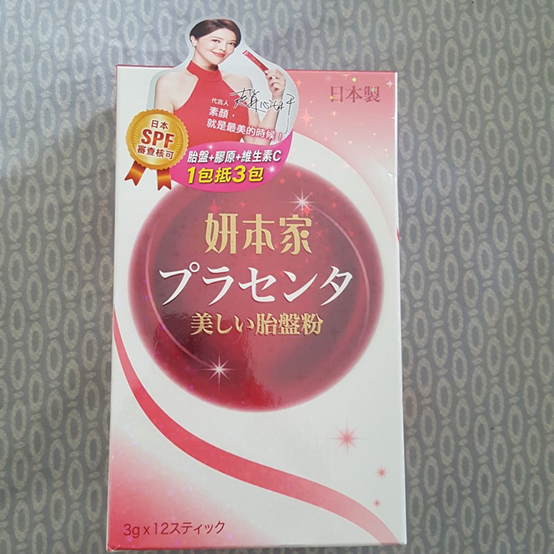 日本製
代言人
素顏,
就是最美的時候!
日本
SPF
審查核可
胎盤+膠原+維生素C
1包抵3包
妍本家
プラセンタ
美しい胎盤粉
3g×12スティック